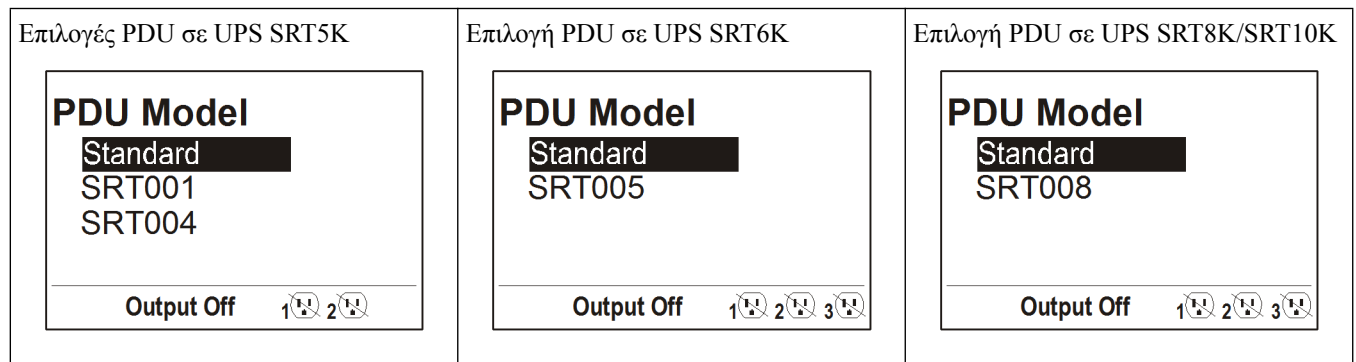 Επιλογές PDU σε UPS SRT5K
PDU Model
Standard
SRT001
SRT004
Output Off 1 2
Επιλογή PDU σε UPS SRT6K
PDU Model
Standard
SRT005
Output Off 1 2 3
Επιλογή PDU σε UPS SRT8K/SRT10K
PDU Model
Standard
SRT008
Output Off 1 2 3